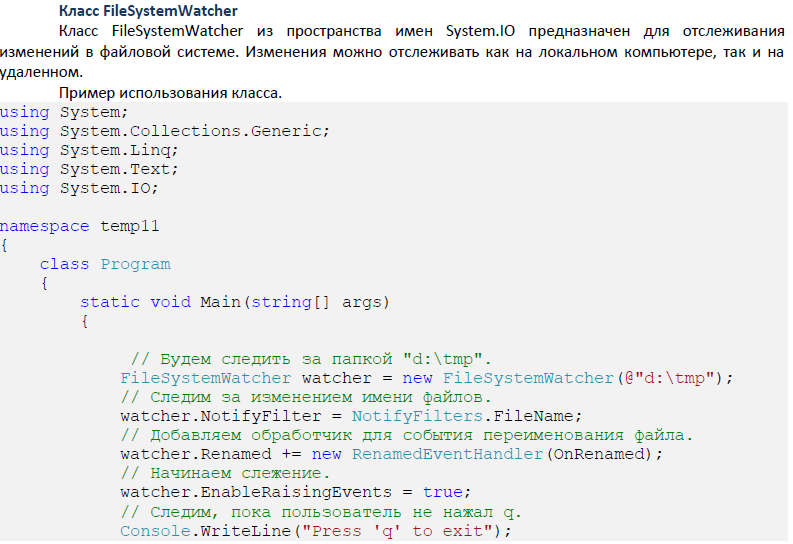 Класс FileSystemWatcher
Класс FileSystemWatcher из пространства имен System.IO предназначен для отслеживания
изменений в файловой системе. Изменения можно отслеживать как на локальном компьютере, так и на
удаленном.
Пример использования класса.
using System;
using System.Collections.Generic;
using System.Linq;
using System.Text;
using System.IO;
namespace temp11
{
    class Program
    {
        static void Main(string[] args)
        {
             // Будем следить за папкой "d:\tmp".
            FileSystemWatcher watcher = new FileSystemWatcher(@"d:\tmp");
            // Следим за изменением имени файлов.
            watcher.NotifyFilter = NotifyFilters.FileName;
            // Добавляем обработчик для события переименования файла.
            watcher.Renamed += new RenamedEventHandler(OnRenamed);
            // Начинаем слежение.
            watcher.EnableRaisingEvents = true;
            // Следим, пока пользователь не нажал q.
            Console.WriteLine("Press 'q' to exit");